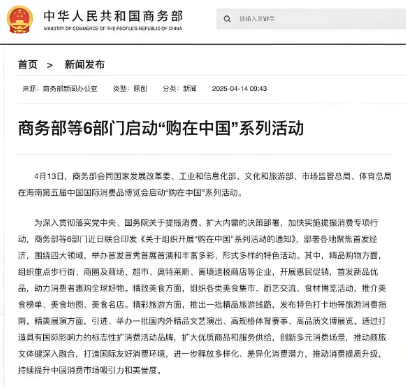 中华人民共和国商务部
MINISTRY OF COMMERCE OF THE PEOPLE'S REPUBLIC OF CHINA
请输入关键字
首页 > 新闻发布
来源：商务部新闻办公室 类型：原创 分类：新闻 2025-04-14 09:43
商务部等6部门启动“购在中国”系列活动
4月13日，商务部会同国家发展改革委、工业和信息化部、文化和旅游部、市场监管总局、体育总局
在海南第五届中国国际消费品博览会启动“购在中国”系列活动。
为深入贯彻落实党中央、国务院关于提振消费、扩大内需的决策部署，加快实施提振消费专项行
动，商务部等6部门近日联合印发《关于组织开展“购在中国”系列活动的通知》，部署各地聚焦首发经
济，围绕四大领域，举办首发首秀首展首演和丰富多彩、形式多样的特色活动。其中，精品购物方面，
组织重点步行街、商圈及商场、超市、奥特莱斯、离境退税商店等企业，开展惠民促销，首发新品优
品，助力消费者惠购全球好物。精致美食方面，组织各类美食集市、厨艺交流、食材博览活动，推介美
食榜单、美食地图、美食名店。精彩旅游方面，推出一批精品旅游线路，发布特色打卡地等旅游消费指
南。精美展演方面，引进、举办一批国内外精品文艺演出、高规格体育赛事、高品质文博展览。通过打
造具有国际影响力的标志性扩消费活动品牌，扩大优质商品和服务供给，创新多元消费场景，推动商旅
文体健深入融合，打造国际友好消费环境，进一步释放多样化、差异化消费潜力。推动消费提质升级，
持续提升中国消费市场吸引力和美誉度。